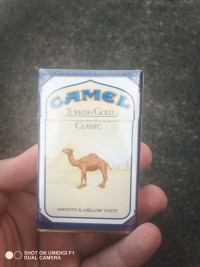 CAMEL
TURKISH GOLD
CLASSIC
SMOOTH & MELLOW TASTE
SHOT ON UMIDIGI F1
DUAL CAMERA